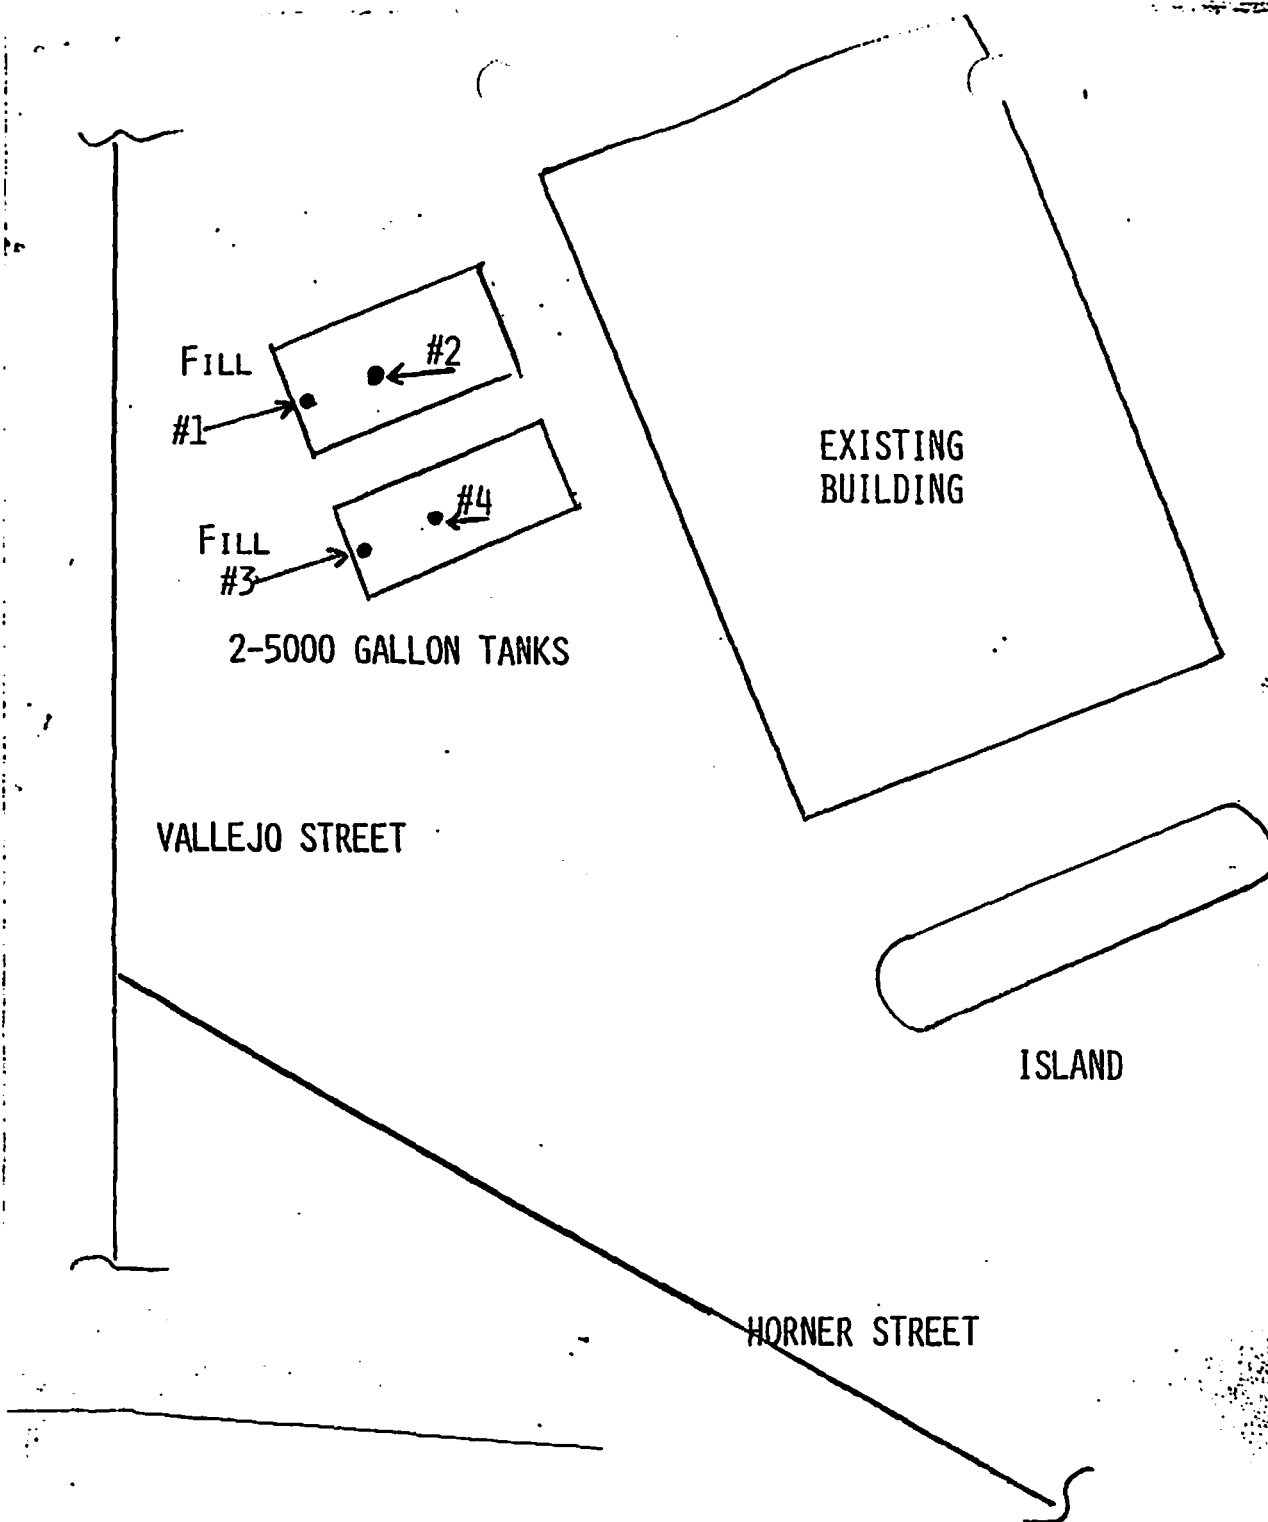 FILL
#2
#1
EXISTING
BUILDING
#4
FILL
#3
2-5000 GALLON TANKS
VALLEJO STREET
ISLAND
HORNER STREET